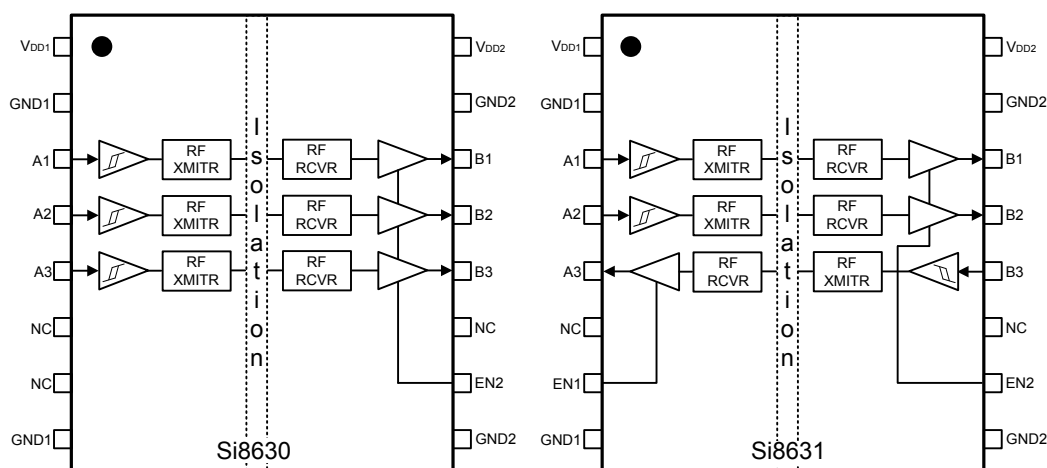 VDD1
GND1
A1
A2
A3
NC
NC
GND1
RF
XMITR
RF
XMITR
RF
XMITR
Isolation
RF
RCVR
RF
RCVR
RF
RCVR
VDD2
GND2
B1
B2
B3
NC
EN2
GND2
Si8630
VDD1
GND1
A1
A2
A3
NC
EN1
GND1
RF
XMITR
RF
XMITR
RF
RCVR
Isolation
RF
RCVR
RF
RCVR
RF
XMITR
VDD2
GND2
B1
B2
B3
NC
EN2
GND2
Si8631